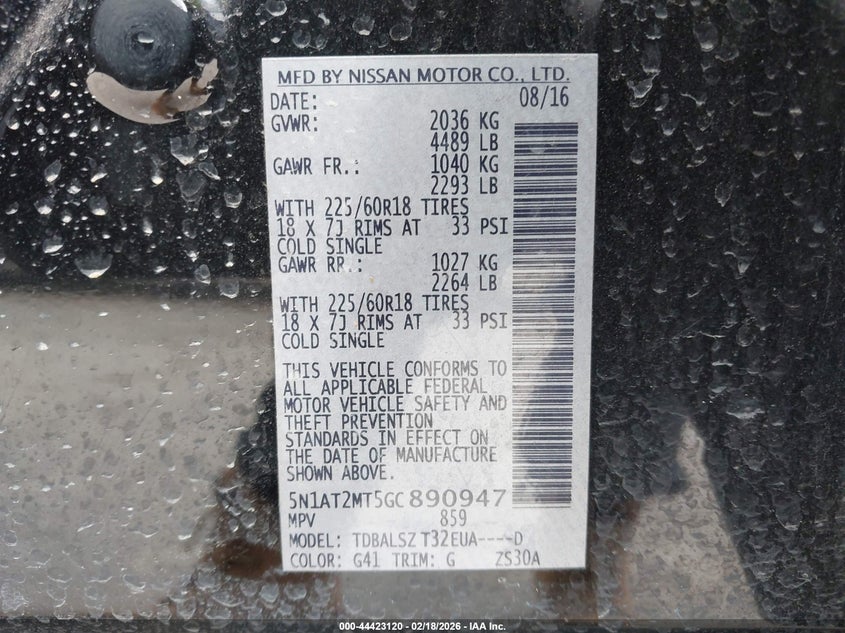 MFD BY NISSAN MOTOR CO., LTD.
DATE: 08/16
GVWR: 2036 KG
4489 LB
GAWR FR.: 1040 KG
2293 LB
WITH 225/60R18 TIRES
18 X 7J RIMS AT 33 PSI
COLD SINGLE
GAWR RR.: 1027 KG
2264 LB
WITH 225/60R18 TIRES
18 X 7J RIMS AT 33 PSI
COLD SINGLE
THIS VEHICLE CONFORMS TO
ALL APPLICABLE FEDERAL
MOTOR VEHICLE SAFETY AND
THEFT PREVENTION
STANDARDS IN EFFECT ON
THE DATE OF MANUFACTURE
SHOWN ABOVE.
5N1AT2MT5GC890947
MPV 859
MODEL: TDBALSZ T32EUA----D
COLOR: G41 TRIM: G ZS30A
000-44423120 - 02/18/2026 - IAA Inc.